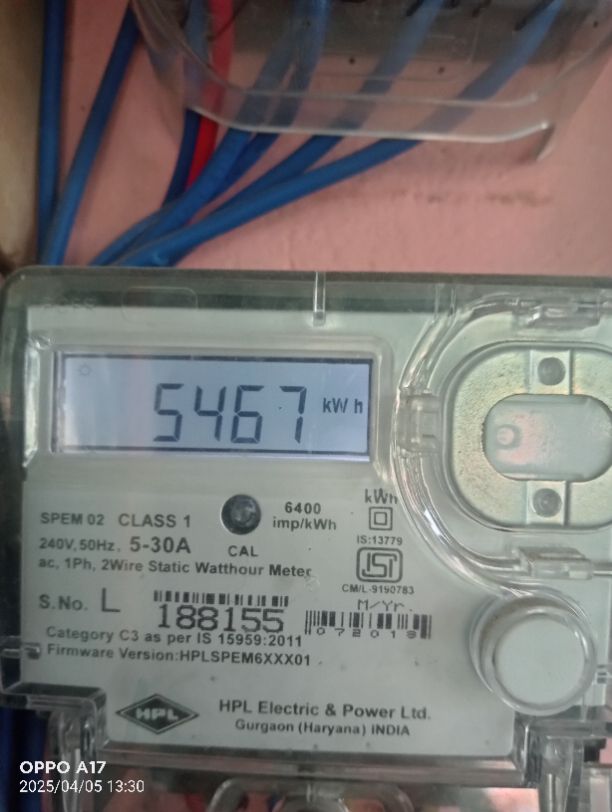 5467 kWh
SPEM 02 CLASS 1
6400
imp/kWh
kWh
240V, 50Hz, 5-30A
CAL
IS:13779
ac, 1Ph, 2Wire Static Watthour Meter
ISI
CM/L-9190783
S.No. L 188155
M/Yr.
072018
Category C3 as per IS 15959:2011
Firmware Version:HPLSPEM6XXX01
HPL
HPL Electric & Power Ltd.
Gurgaon (Haryana) INDIA
OPPO A17
2025/04/05 13:30